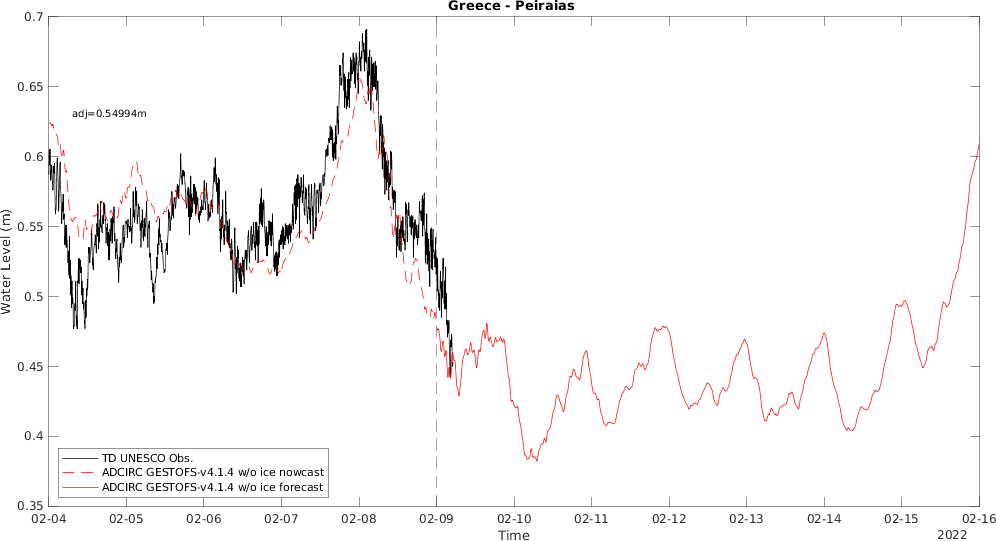 Greece - Peiraias
0.7
0.65
0.6
0.55
0.5
0.45
0.4
0.35
Water Level (m)
adj=0.54994m
TD UNESCO Obs.
ADCIRC GESTOFS-v4.1.4 w/o ice nowcast
ADCIRC GESTOFS-v4.1.4 w/o ice forecast
02-04 02-05 02-06 02-07 02-08 02-09 02-10 02-11 02-12 02-13 02-14 02-15 02-16
Time
2022